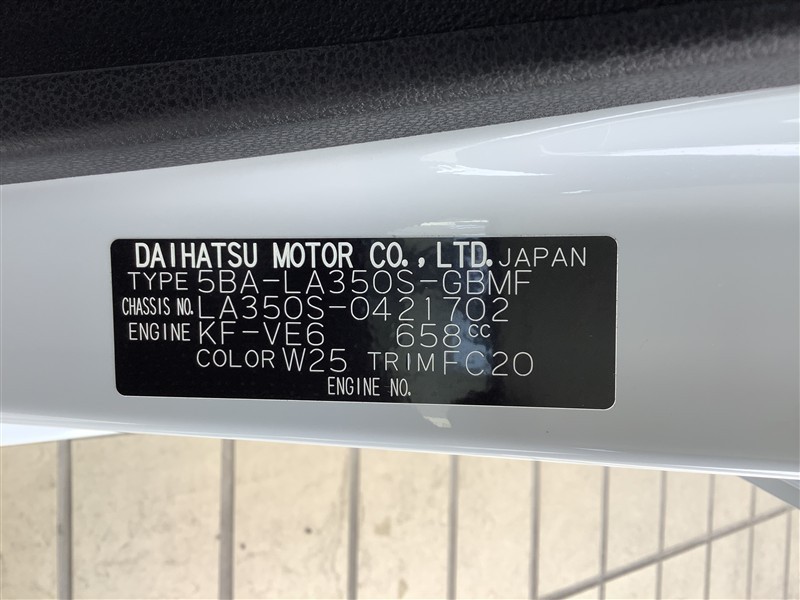 DAIHATSU MOTOR CO.,LTD. JAPAN
TYPE 5BA-LA350S-GBMF
CHASSIS NO. LA350S-0421702
ENGINE KF-VE6 658cc
COLOR W25 TRIM FC20
ENGINE NO.